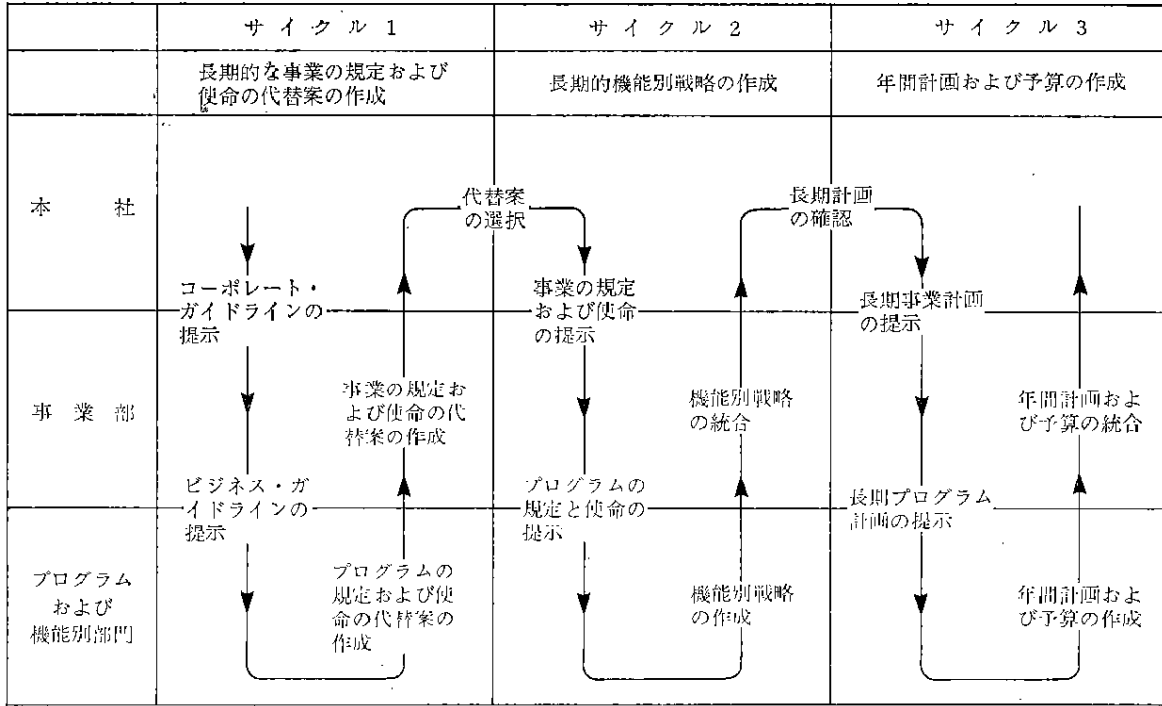 サイクル1
サイクル2
サイクル3
長期的な事業の規定および
使命の代替案の作成
長期的機能別戦略の作成
年間計画および予算の作成
本社
代替案
の選択
長期計画
の確認
コーポレート・
ガイドラインの
提示
事業の規定
および使命
の提示
長期事業計画
の提示
事業部
事業の規定お
よび使命の代
替案の作成
機能別戦略
の統合
年間計画およ
び予算の統合
ビジネス・ガ
イドラインの
提示
プログラムの
規定と使命の
提示
長期プログラム
計画の提示
プログラム
および
機能別部門
プログラムの
規定および使
命の代替案の
作成
機能別戦略
の作成
年間計画およ
び予算の作成